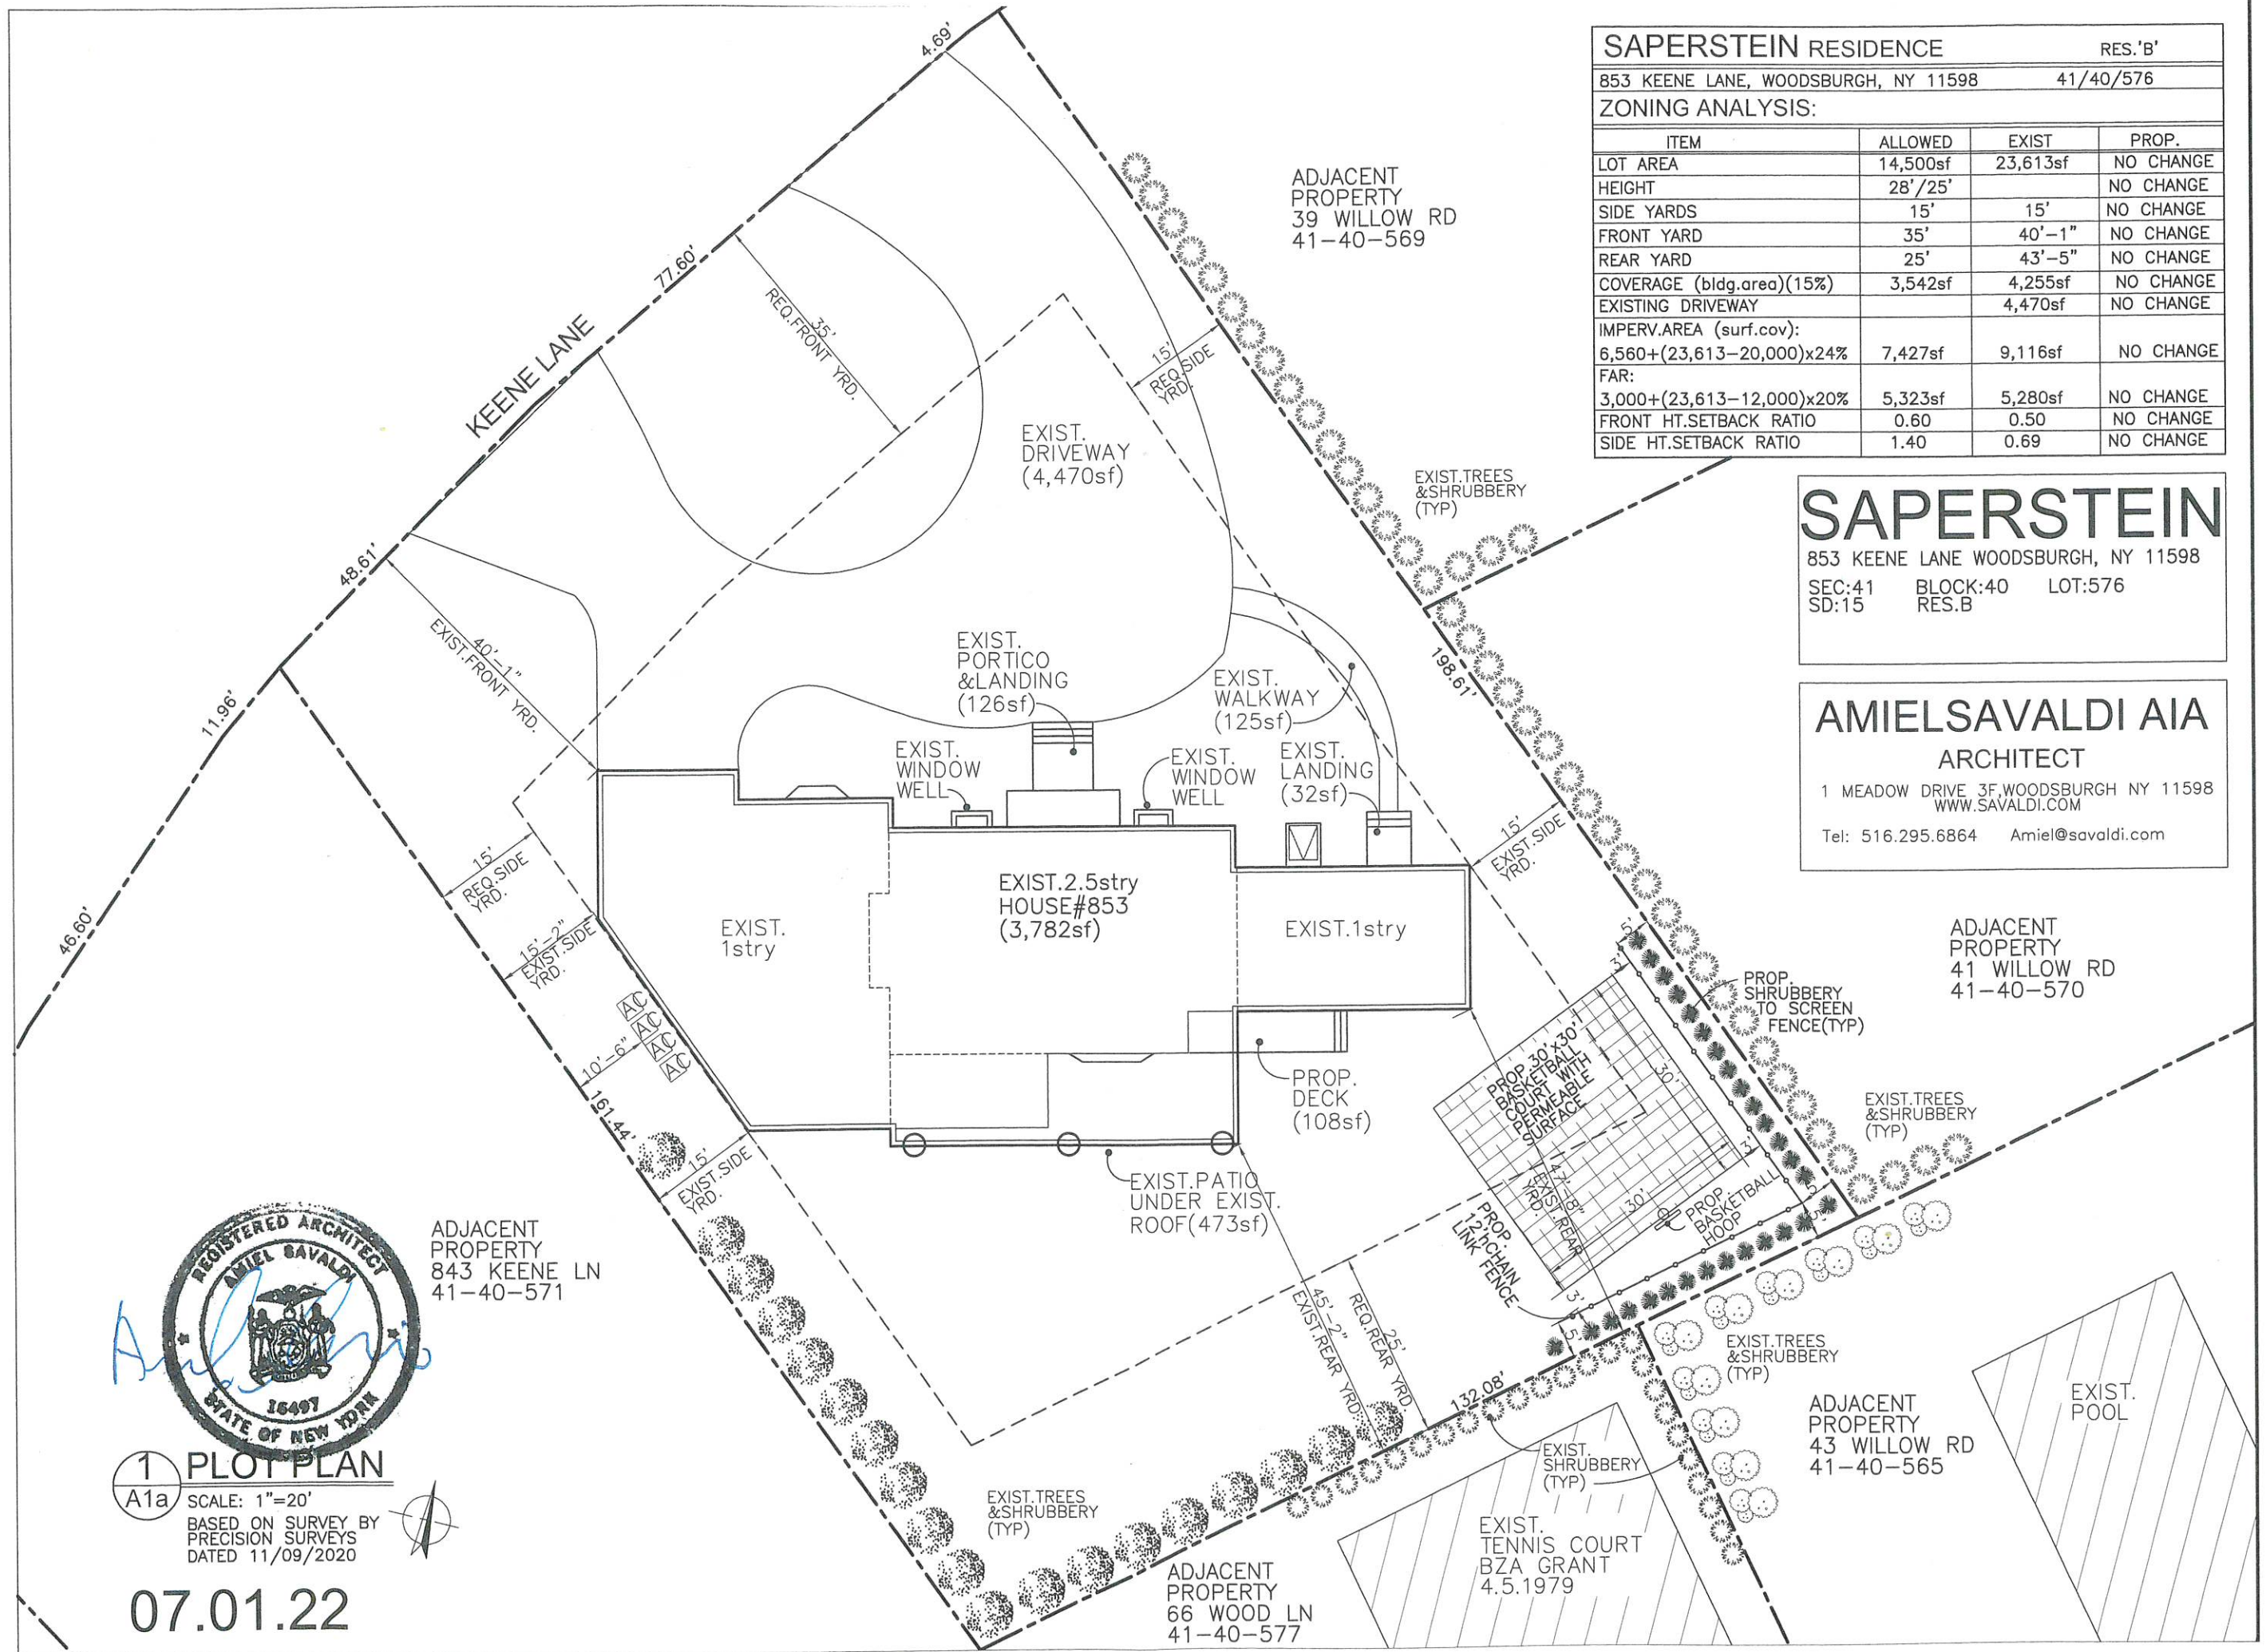 SAPERSTEIN RESIDENCE RES.'B'
853 KEENE LANE, WOODSBURGH, NY 11598 41/40/576
ZONING ANALYSIS:
ITEM ALLOWED EXIST PROP.
LOT AREA 14,500sf 23,613sf NO CHANGE
HEIGHT 28'/25' NO CHANGE
SIDE YARDS 15' 15' NO CHANGE
FRONT YARD 35' 40'-1" NO CHANGE
REAR YARD 25' 43'-5" NO CHANGE
COVERAGE (bldg.area)(15%) 3,542sf 4,255sf NO CHANGE
EXISTING DRIVEWAY 4,470sf NO CHANGE
IMPERV.AREA (surf.cov):
6,560+(23,613-20,000)x24% 7,427sf 9,116sf NO CHANGE
FAR:
3,000+(23,613-12,000)x20% 5,323sf 5,280sf NO CHANGE
FRONT HT.SETBACK RATIO 0.60 0.50 NO CHANGE
SIDE HT.SETBACK RATIO 1.40 0.69 NO CHANGE
SAPERSTEIN
853 KEENE LANE WOODSBURGH, NY 11598
SEC:41 BLOCK:40 LOT:576
SD:15 RES.B
AMIELSAVALDI AIA
ARCHITECT
1 MEADOW DRIVE 3F,WOODSBURGH NY 11598
WWW.SAVALDI.COM
Tel: 516.295.6864 Amiel@savaldi.com
4.69'
77.60'
KEENE LANE
48.61'
11.96'
46.60'
35'
REQ.FRONT YRD.
15'
REQ.SIDE
YRD.
ADJACENT
PROPERTY
39 WILLOW RD
41-40-569
EXIST.
DRIVEWAY
(4,470sf)
EXIST.TREES
&SHRUBBERY
(TYP)
40'-1"
EXIST.FRONT YRD.
EXIST.
PORTICO
&LANDING
(126sf)
EXIST.
WALKWAY
(125sf)
198.61'
EXIST.
WINDOW
WELL
EXIST.
WINDOW
WELL
EXIST.
LANDING
(32sf)
15'
EXIST.SIDE
YRD.
15'
REQ.SIDE
YRD.
15'-2"
EXIST.SIDE
YRD.
EXIST.
1stry
EXIST.2.5stry
HOUSE#853
(3,782sf)
EXIST.1stry
AC
AC
AC
AC
10'-6"
161.44'
15'
EXIST.SIDE
YRD.
5'
3'
PROP.
SHRUBBERY
TO SCREEN
FENCE(TYP)
ADJACENT
PROPERTY
41 WILLOW RD
41-40-570
PROP.30'x30'
BASKETBALL
COURT WITH
PERMEABLE
SURFACE
30'
3'
PROP.
DECK
(108sf)
EXIST.TREES
&SHRUBBERY
(TYP)
EXIST.PATIO
UNDER EXIST.
ROOF(473sf)
47'-8"
EXIST.REAR
YRD.
30'
PROP.
BASKETBALL
HOOP
5'
5'
PROP.
12'hCHAIN
LINK FENCE
3'
5'
45'-2"
EXIST.REAR YRD.
25'
REQ.REAR YRD.
132.08'
ADJACENT
PROPERTY
843 KEENE LN
41-40-571
EXIST.TREES
&SHRUBBERY
(TYP)
ADJACENT
PROPERTY
43 WILLOW RD
41-40-565
EXIST.
POOL
EXIST.
SHRUBBERY
(TYP)
EXIST.TREES
&SHRUBBERY
(TYP)
EXIST.
TENNIS COURT
BZA GRANT
4.5.1979
ADJACENT
PROPERTY
66 WOOD LN
41-40-577
REGISTERED ARCHITECT
AMIEL SAVALDI
16497
STATE OF NEW YORK
1
A1a
PLOT PLAN
SCALE: 1"=20'
BASED ON SURVEY BY
PRECISION SURVEYS
DATED 11/09/2020
07.01.22